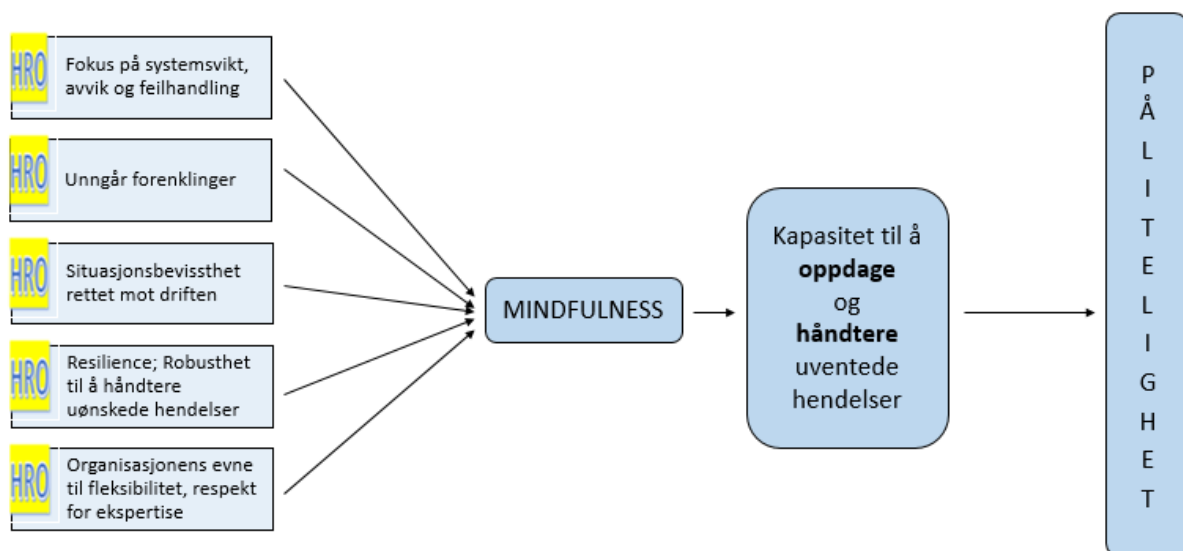 HRO
Fokus på systemsvikt,
avvik og feilhandling
HRO
Unngår forenklinger
HRO
Situasjonsbevissthet
rettet mot driften
HRO
Resilience; Robusthet
til å håndtere
uønskede hendelser
HRO
Organisasjonens evne
til fleksibilitet, respekt
for ekspertise
MINDFULNESS
Kapasitet til å
oppdage
og
håndtere
uventede
hendelser
P
Å
L
I
T
E
L
I
G
H
E
T